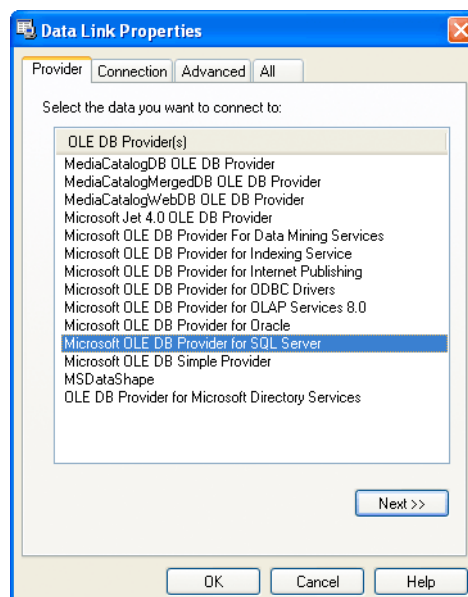 Data Link Properties
Provider Connection Advanced All
Select the data you want to connect to:
OLE DB Provider(s)
MediaCatalogDB OLE DB Provider
MediaCatalogMergedDB OLE DB Provider
MediaCatalogWebDB OLE DB Provider
Microsoft Jet 4.0 OLE DB Provider
Microsoft OLE DB Provider For Data Mining Services
Microsoft OLE DB Provider for Indexing Service
Microsoft OLE DB Provider for Internet Publishing
Microsoft OLE DB Provider for ODBC Drivers
Microsoft OLE DB Provider for OLAP Services 8.0
Microsoft OLE DB Provider for Oracle
Microsoft OLE DB Provider for SQL Server
Microsoft OLE DB Simple Provider
MSDataShape
OLE DB Provider for Microsoft Directory Services
Next >>
OK Cancel Help